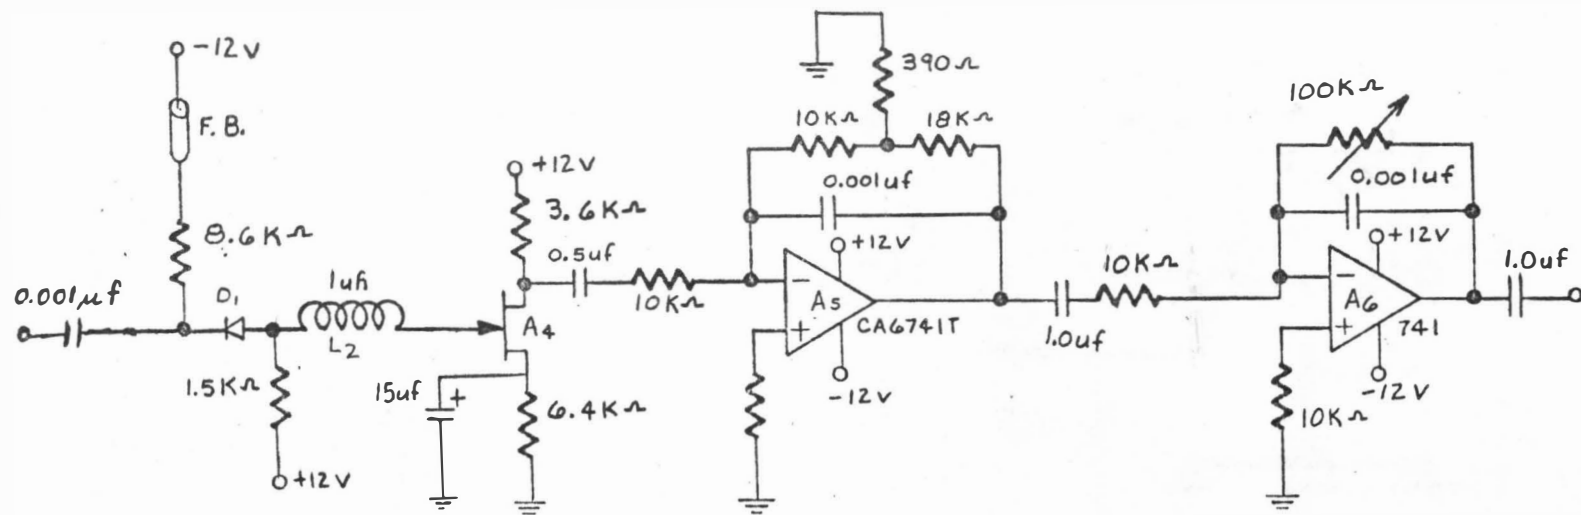 -12v
F. B.
8.6KΩ
0.001μf
D1
1uh
L2
1.5KΩ
+12v
+12v
3.6KΩ
A4
15uf
+
6.4KΩ
0.5uf
10KΩ
390Ω
10KΩ
18KΩ
0.001uf
+12v
-
A5
+
CA6741T
-12v
1.0uf
10KΩ
100KΩ
0.001uf
+12v
-
A6
+
741
-12v
10KΩ
1.0uf